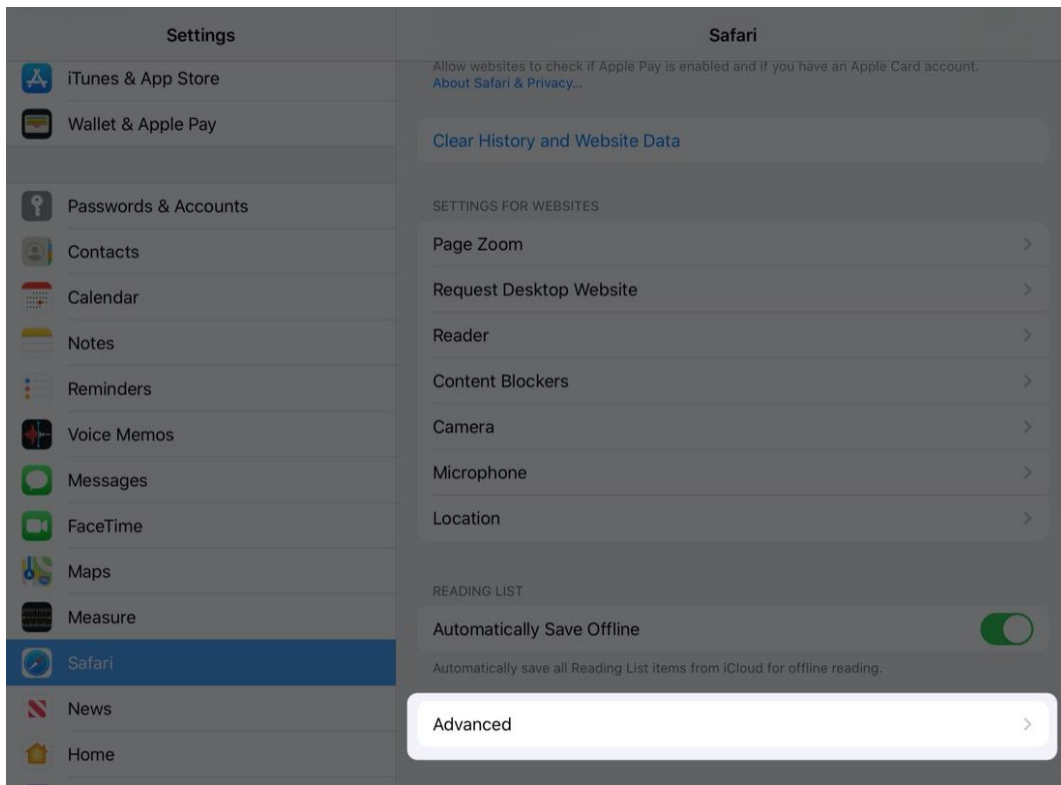 Settings
iTunes & App Store
Wallet & Apple Pay
Passwords & Accounts
Contacts
Calendar
Notes
Reminders
Voice Memos
Messages
FaceTime
Maps
Measure
Safari
News
Home
Safari
Allow websites to check if Apple Pay is enabled and if you have an Apple Card account.
About Safari & Privacy...
Clear History and Website Data
SETTINGS FOR WEBSITES
Page Zoom
Request Desktop Website
Reader
Content Blockers
Camera
Microphone
Location
READING LIST
Automatically Save Offline
Automatically save all Reading List items from iCloud for offline reading.
Advanced